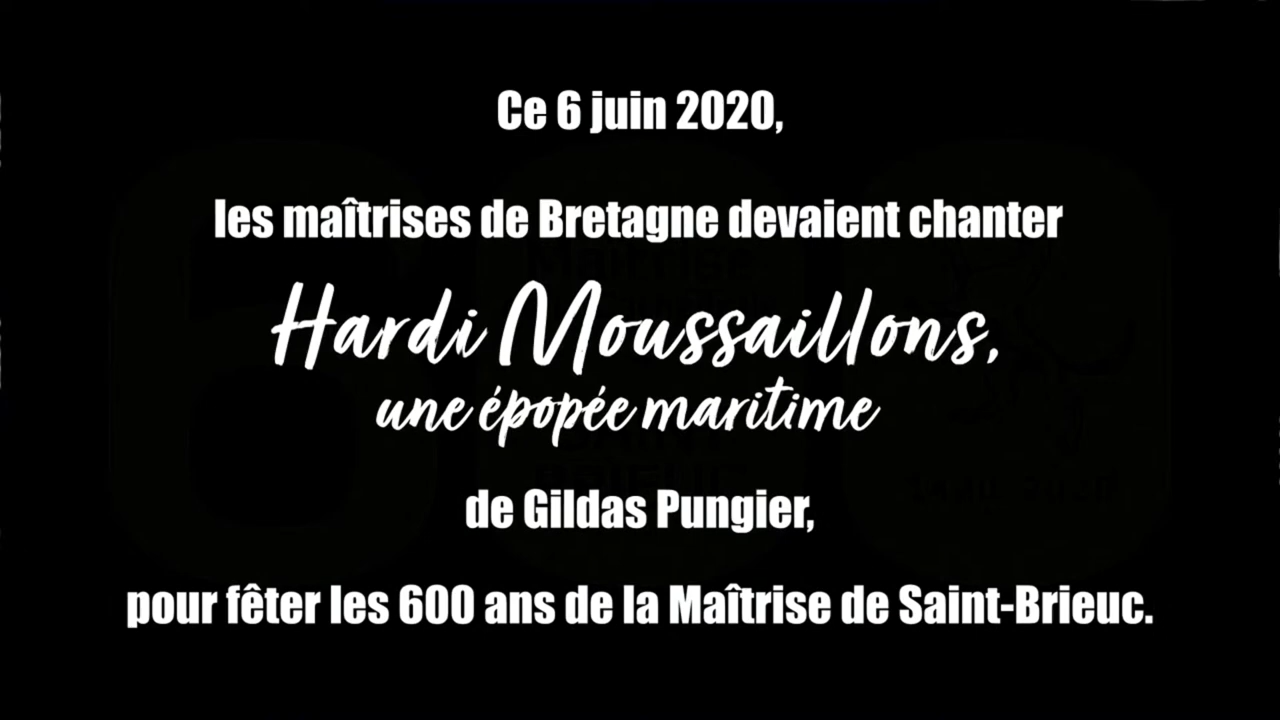 Ce 6 juin 2020,
les maîtrises de Bretagne devaient chanter
Hardi Moussaillons,
une épopée maritime
de Gildas Pungier,
pour fêter les 600 ans de la Maîtrise de Saint-Brieuc.